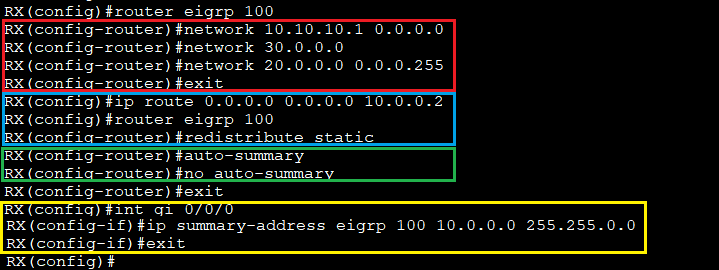 RX(config)#router eigrp 100
RX(config-router)#network 10.10.10.1 0.0.0.0
RX(config-router)#network 30.0.0.0
RX(config-router)#network 20.0.0.0 0.0.0.255
RX(config-router)#exit
RX(config)#ip route 0.0.0.0 0.0.0.0 10.0.0.2
RX(config)#router eigrp 100
RX(config-router)#redistribute static
RX(config-router)#auto-summary
RX(config-router)#no auto-summary
RX(config-router)#exit
RX(config)#int gi 0/0/0
RX(config-if)#ip summary-address eigrp 100 10.0.0.0 255.255.0.0
RX(config-if)#exit
RX(config)#